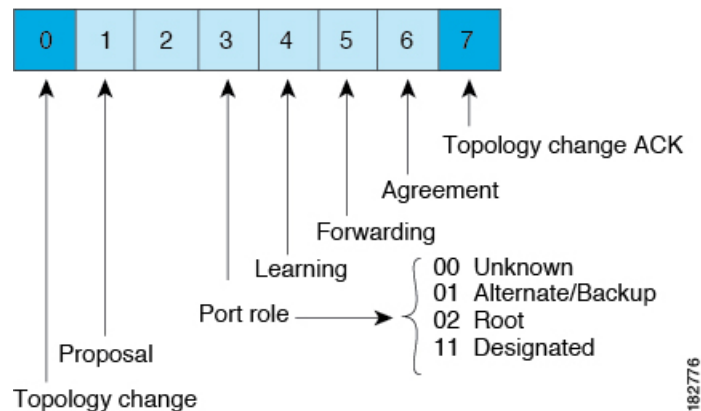 0 1 2 3 4 5 6 7
Topology change ACK
Agreement
Forwarding
Learning
Port role
00 Unknown
01 Alternate/Backup
02 Root
11 Designated
Proposal
Topology change
182776